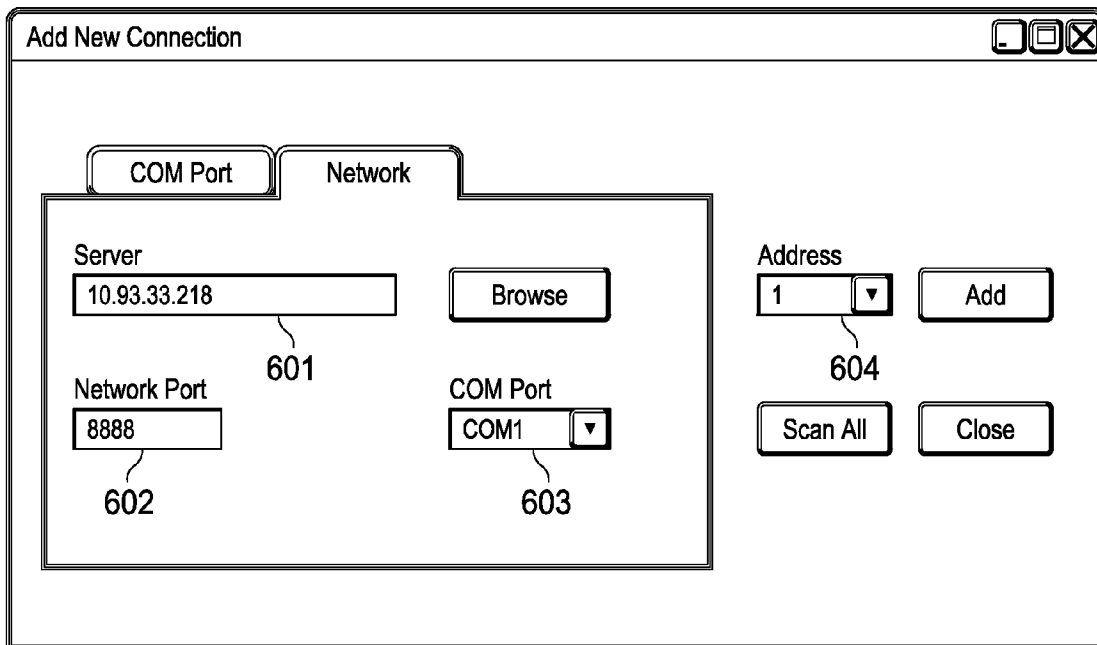 Add New Connection
COM Port
Network
Server
10.93.33.218
Browse
601
Network Port
8888
602
COM Port
COM1
603
Address
1
604
Add
Scan All
Close